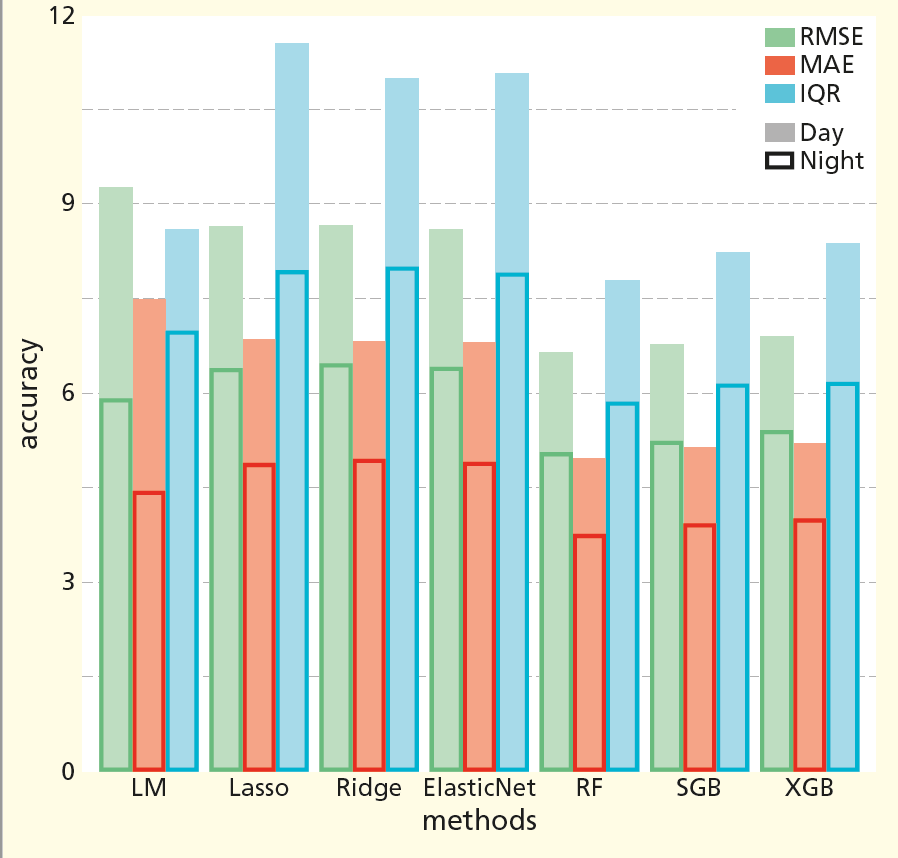 12
9
6
3
0
accuracy
RMSE
MAE
IQR
Day
Night
LM Lasso Ridge ElasticNet RF SGB XGB
methods